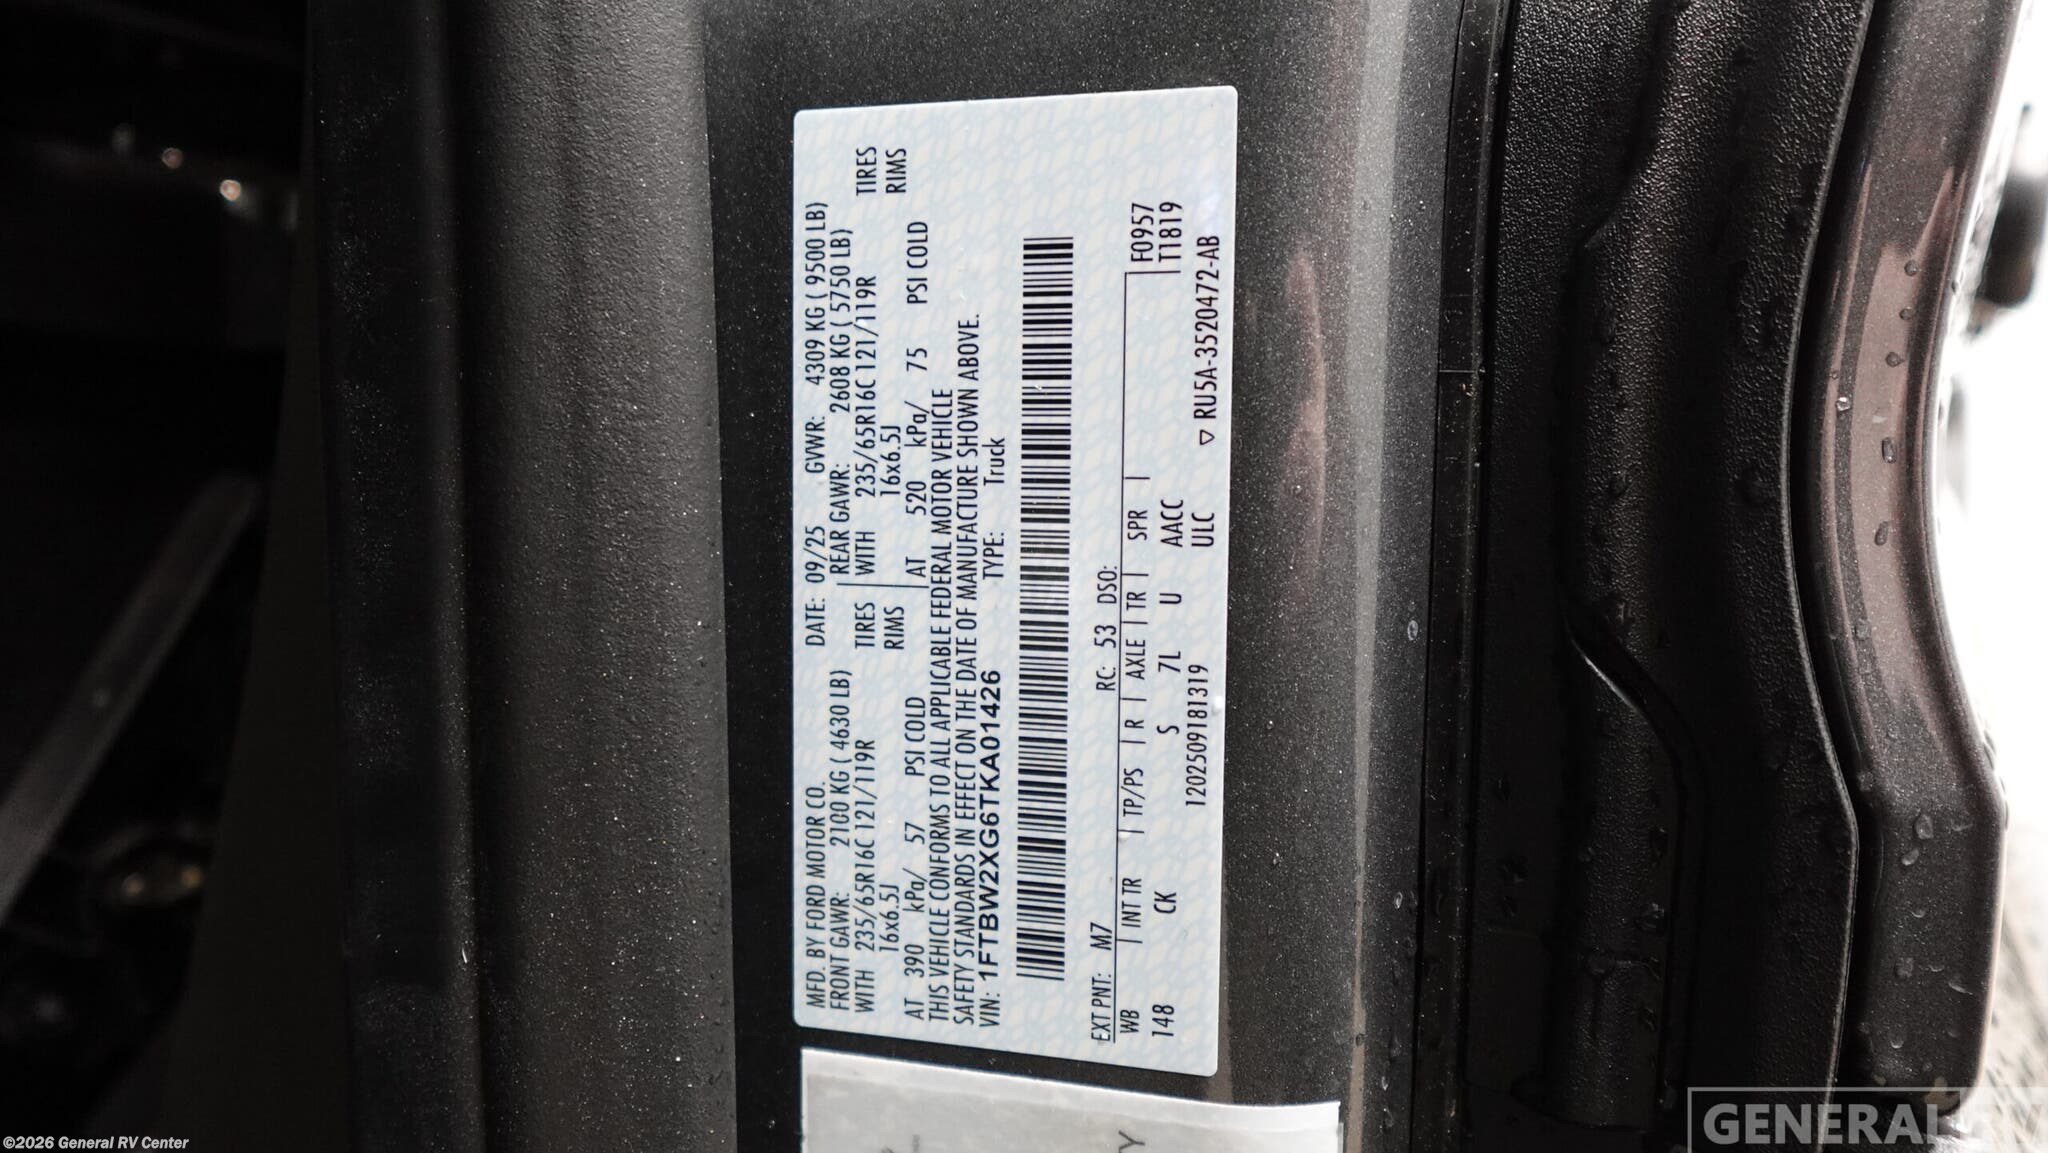 MFD. BY FORD MOTOR CO. DATE: 09/25 GVWR: 4309 KG ( 9500 LB)
FRONT GAWR: 2100 KG ( 4630 LB) REAR GAWR: 2608 KG ( 5750 LB)
WITH 235/65R16C 121/119R TIRES WITH 235/65R16C 121/119R TIRES
16x6.5J RIMS 16x6.5J RIMS
AT 390 kPa/ 57 PSI COLD AT 520 kPa/ 75 PSI COLD
THIS VEHICLE CONFORMS TO ALL APPLICABLE FEDERAL MOTOR VEHICLE
SAFETY STANDARDS IN EFFECT ON THE DATE OF MANUFACTURE SHOWN ABOVE.
VIN: 1FTBW2XG6TKA01426 TYPE: Truck
EXT PNT: M7 RC: 53 DSO:
WB INT TR TP/PS R AXLE TR SPR F0957
148 CK S 7L U AACC T1819
120250918131​9 ULC ▽ RU5A-3520472-AB
Y
©2026 General RV Center
GENERAL RV